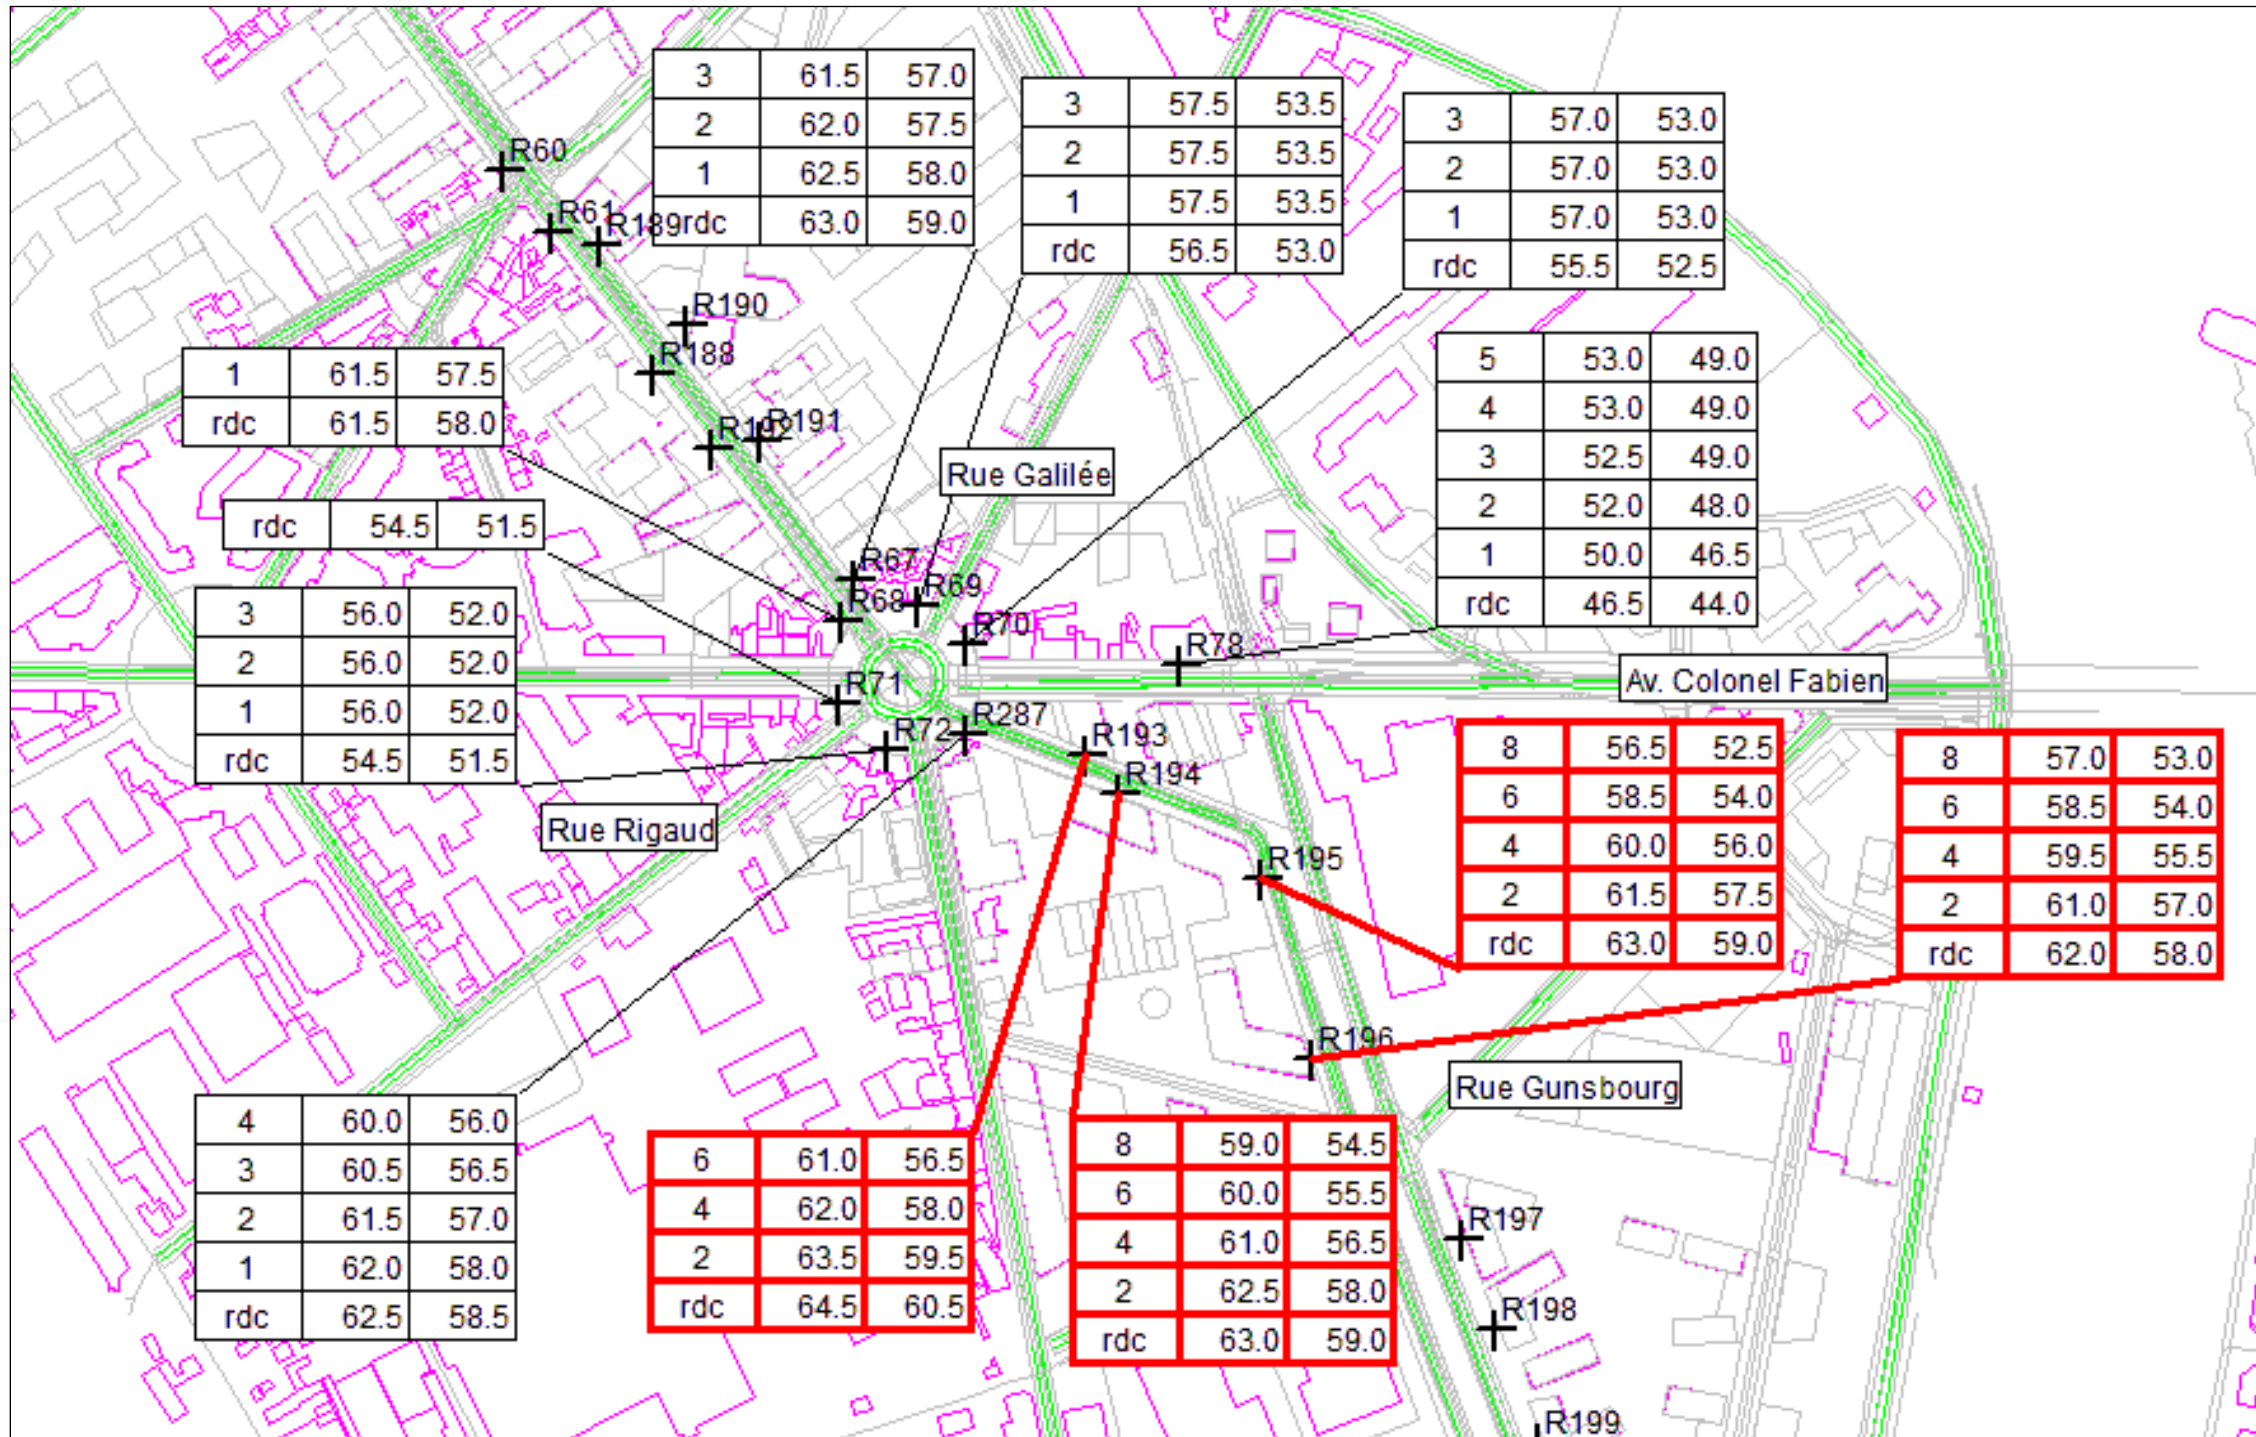 R60
R61
R189
3 61.5 57.0
2 62.0 57.5
1 62.5 58.0
rdc 63.0 59.0
3 57.5 53.5
2 57.5 53.5
1 57.5 53.5
rdc 56.5 53.0
3 57.0 53.0
2 57.0 53.0
1 57.0 53.0
rdc 55.5 52.5
R190
R188
R192
R191
1 61.5 57.5
rdc 61.5 58.0
Rue Galilée
5 53.0 49.0
4 53.0 49.0
3 52.5 49.0
2 52.0 48.0
1 50.0 46.5
rdc 46.5 44.0
rdc 54.5 51.5
R67
R69
R68
R70
R78
3 56.0 52.0
2 56.0 52.0
1 56.0 52.0
rdc 54.5 51.5
R71
R72
R287
R193
R194
Av. Colonel Fabien
Rue Rigaud
R195
8 56.5 52.5
6 58.5 54.0
4 60.0 56.0
2 61.5 57.5
rdc 63.0 59.0
8 57.0 53.0
6 58.5 54.0
4 59.5 55.5
2 61.0 57.0
rdc 62.0 58.0
R196
Rue Gunsbourg
4 60.0 56.0
3 60.5 56.5
2 61.5 57.0
1 62.0 58.0
rdc 62.5 58.5
6 61.0 56.5
4 62.0 58.0
2 63.5 59.5
rdc 64.5 60.5
8 59.0 54.5
6 60.0 55.5
4 61.0 56.5
2 62.5 58.0
rdc 63.0 59.0
R197
R198
R199